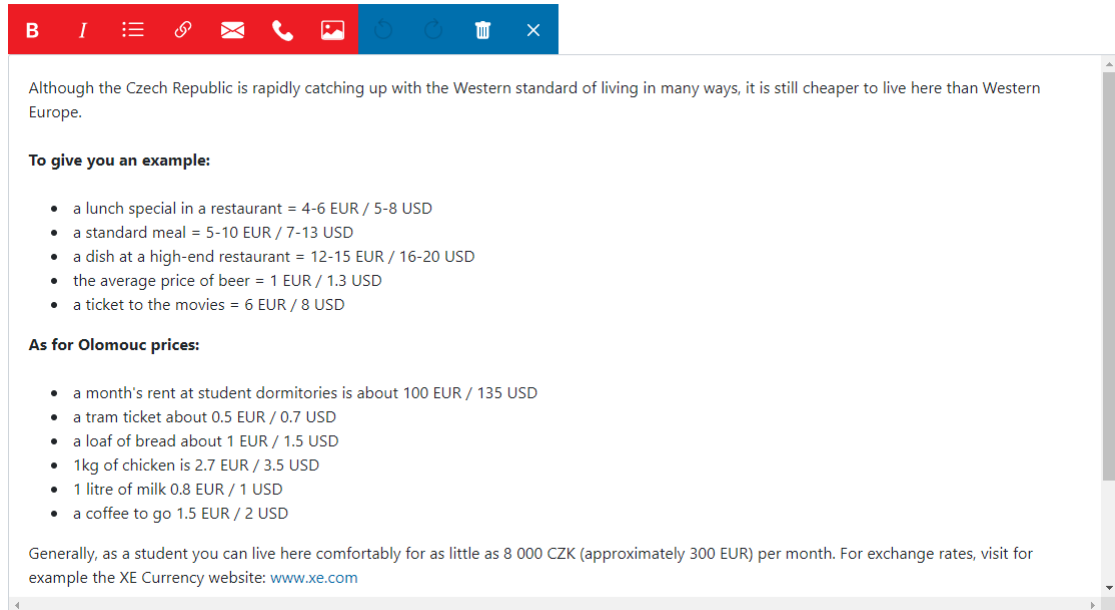 B I
Although the Czech Republic is rapidly catching up with the Western standard of living in many ways, it is still cheaper to live here than Western
Europe.
To give you an example:
a lunch special in a restaurant = 4-6 EUR / 5-8 USD
a standard meal = 5-10 EUR / 7-13 USD
a dish at a high-end restaurant = 12-15 EUR / 16-20 USD
the average price of beer = 1 EUR / 1.3 USD
a ticket to the movies = 6 EUR / 8 USD
As for Olomouc prices:
a month's rent at student dormitories is about 100 EUR / 135 USD
a tram ticket about 0.5 EUR / 0.7 USD
a loaf of bread about 1 EUR / 1.5 USD
1kg of chicken is 2.7 EUR / 3.5 USD
1 litre of milk 0.8 EUR / 1 USD
a coffee to go 1.5 EUR / 2 USD
Generally, as a student you can live here comfortably for as little as 8 000 CZK (approximately 300 EUR) per month. For exchange rates, visit for
example the XE Currency website: www.xe.com